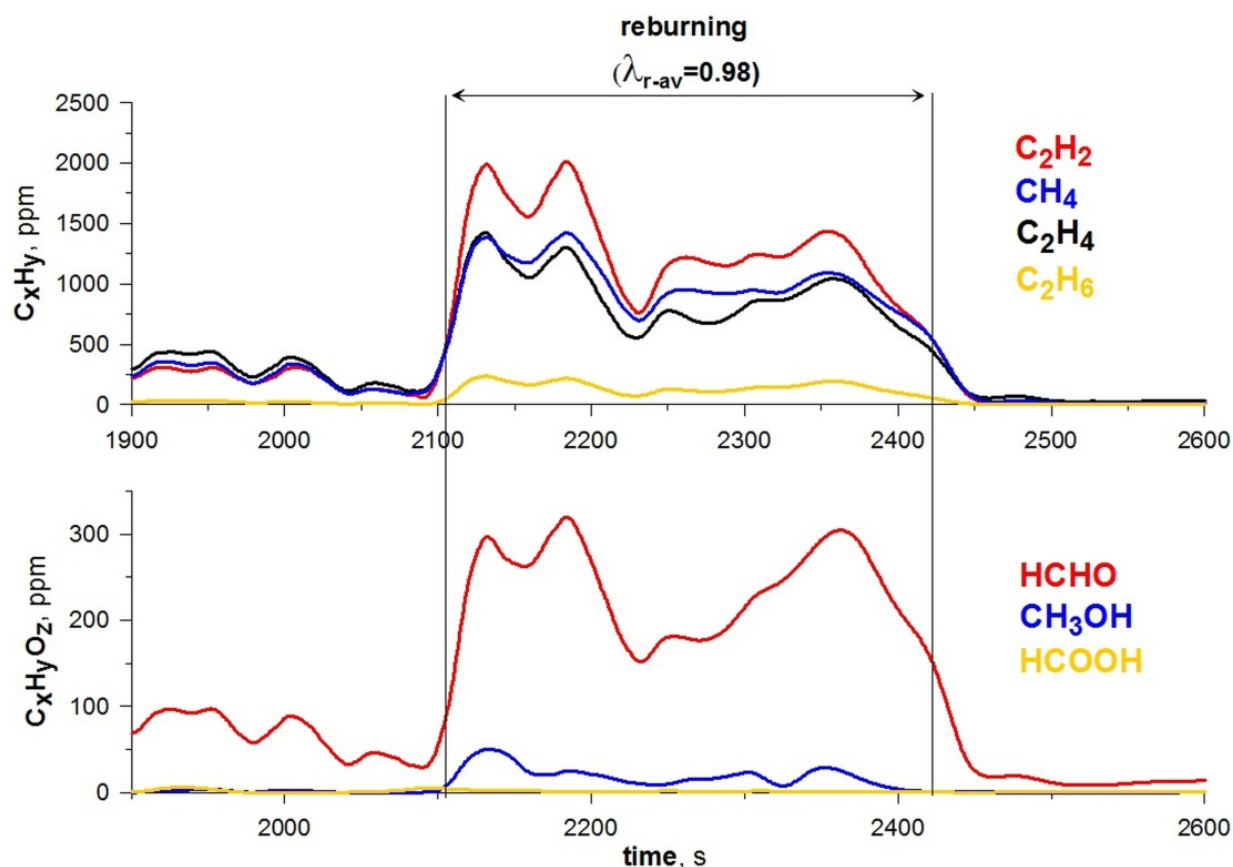 reburning
(λr-av=0.98)
CxHy, ppm
2500
2000
1500
1000
500
0
1900 2000 2100 2200 2300 2400 2500 2600
C2H2
CH4
C2H4
C2H6
CxHyOz, ppm
300
200
100
0
2000 2200 2400 2600
HCHO
CH3OH
HCOOH
time, s